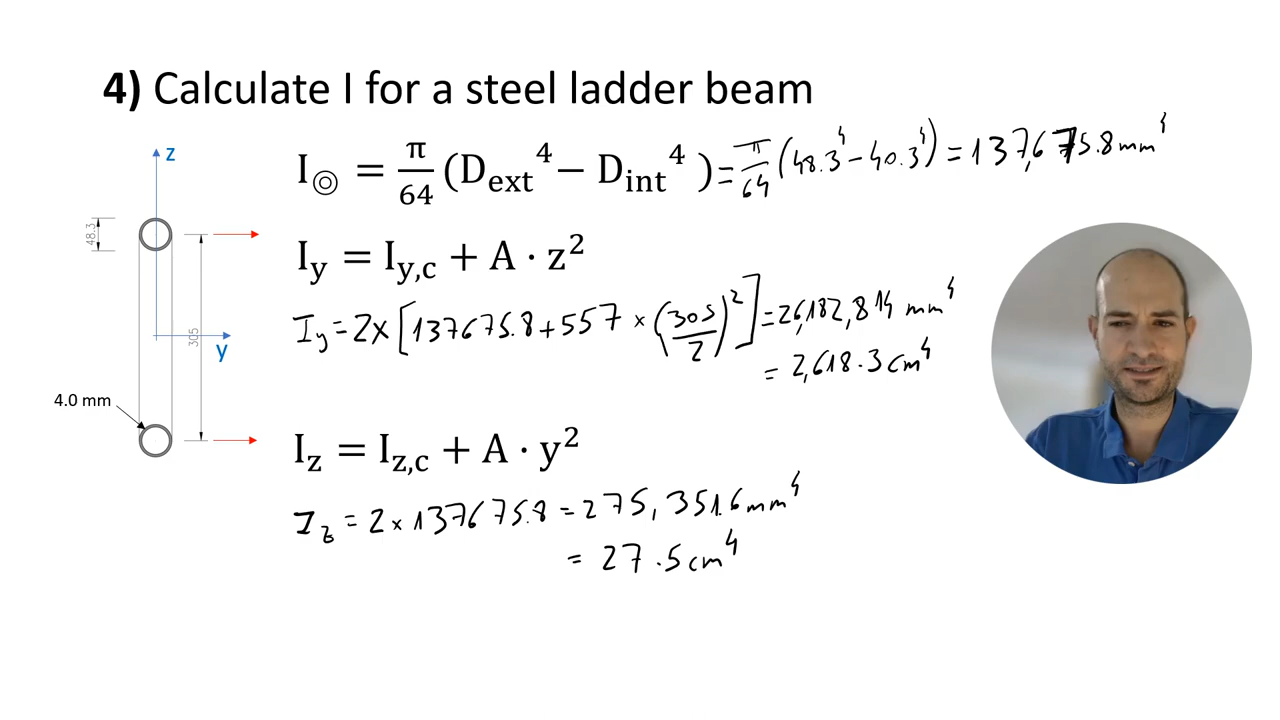 4) Calculate I for a steel ladder beam
I◎ = π/64 (Dext⁴ − Dint⁴) = π/64 (48.3⁴ − 40.3⁴) = 137,675.8 mm⁴
z
48.3
Iy = Iy,c + A · z²
Iy = 2x [137675.8 + 557 × (305/2)²] = 26,182,814 mm⁴
305
y
= 2,618.3 cm⁴
4.0 mm
Iz = Iz,c + A · y²
Iz = 2 × 137675.8 = 275,351.6 mm⁴
= 27.5 cm⁴